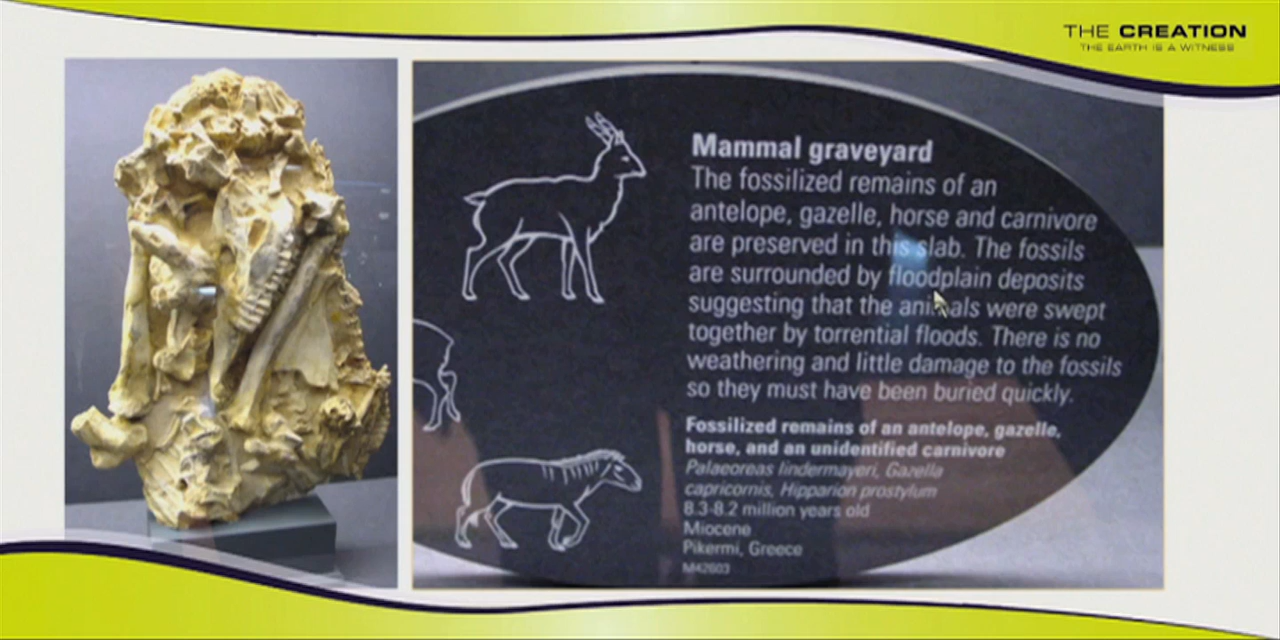 THE CREATION
THE EARTH IS A WITNESS
Mammal graveyard
The fossilized remains of an
antelope, gazelle, horse and carnivore
are preserved in this slab. The fossils
are surrounded by floodplain deposits
suggesting that the animals were swept
together by torrential floods. There is no
weathering and little damage to the fossils
so they must have been buried quickly.
Fossilized remains of an antelope, gazelle,
horse, and an unidentified carnivore
Palaeoreas lindermayeri, Gazella
capricornis, Hipparion prostylum
8.3-8.2 million years old
Miocene
Pikermi, Greece
M42603